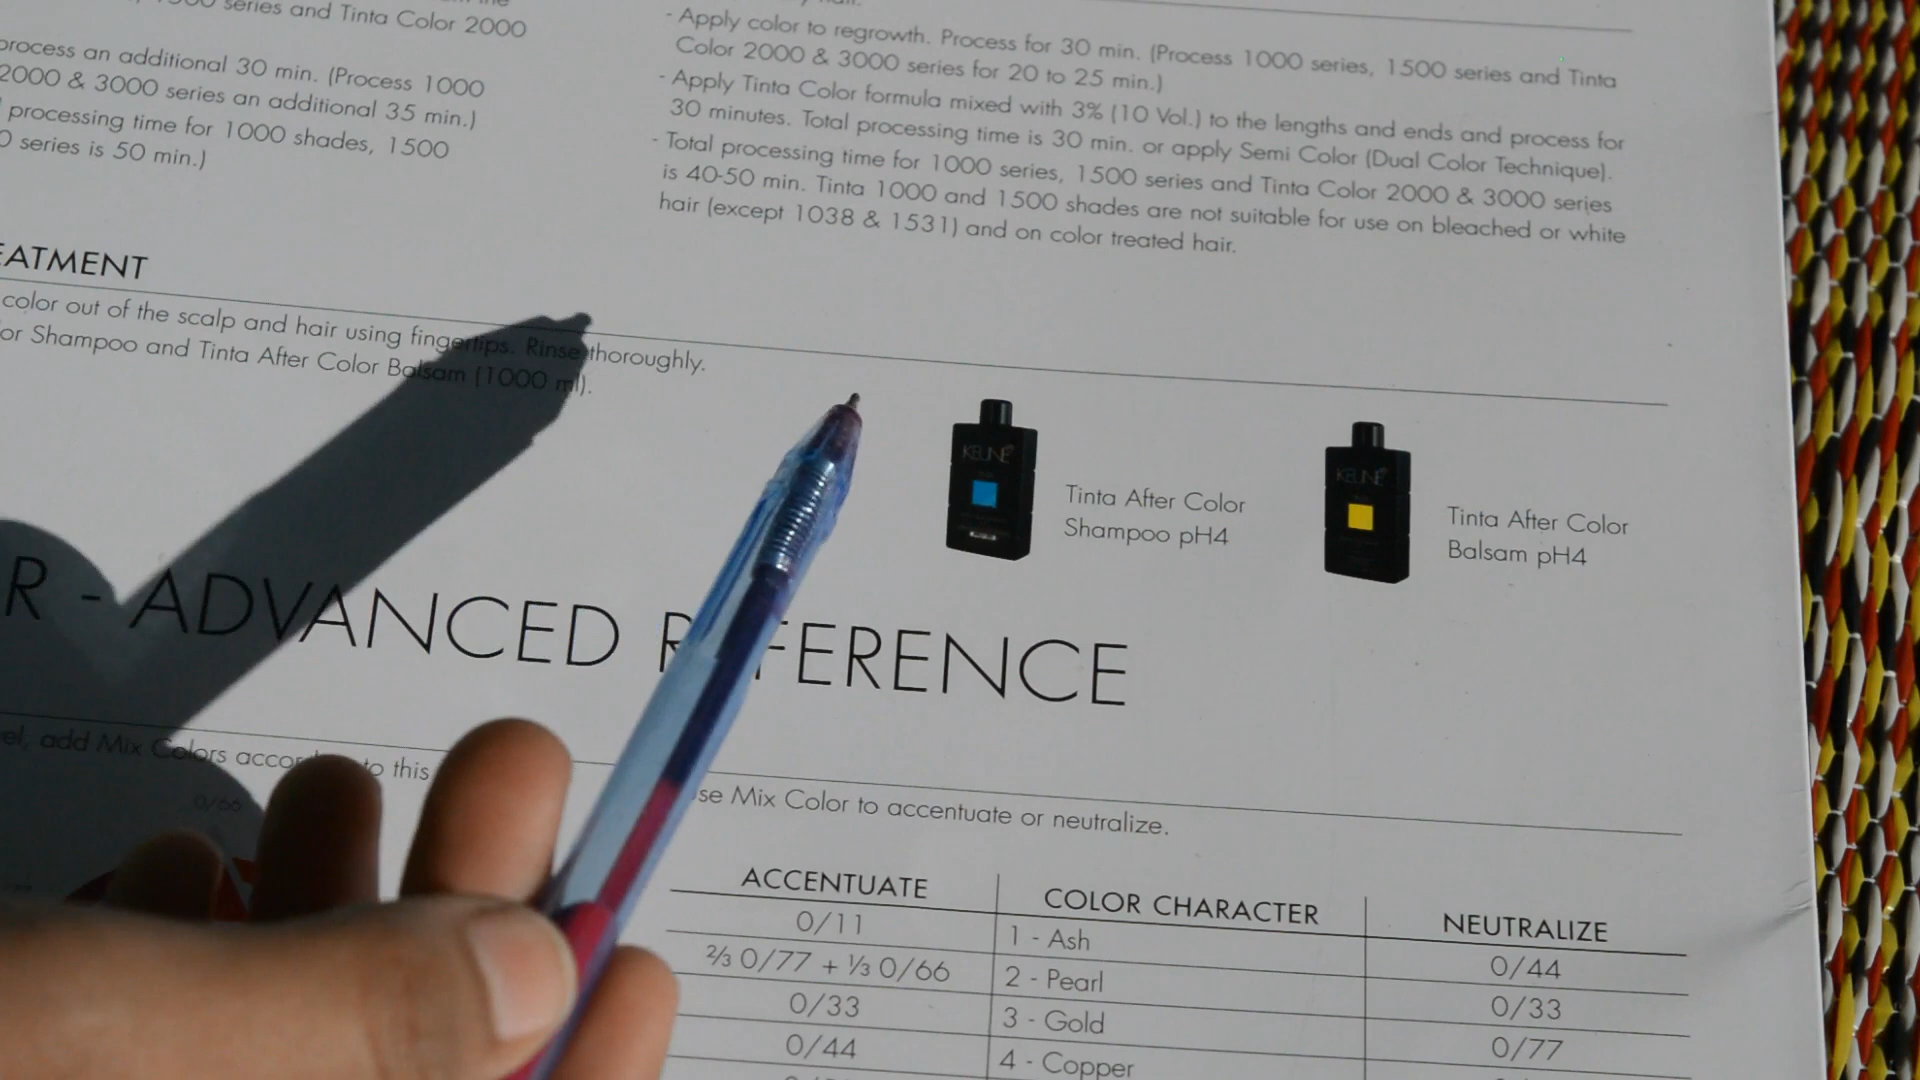 series and Tinta Color 2000
process an additional 30 min. (Process 1000
2000 & 3000 series an additional 35 min.)
processing time for 1000 shades, 1500
0 series is 50 min.)
- Apply color to regrowth. Process for 30 min. (Process 1000 series, 1500 series and Tinta
Color 2000 & 3000 series for 20 to 25 min.)
- Apply Tinta Color formula mixed with 3% (10 Vol.) to the lengths and ends and process for
30 minutes. Total processing time is 30 min. or apply Semi Color (Dual Color Technique).
- Total processing time for 1000 series, 1500 series and Tinta Color 2000 & 3000 series
is 40-50 min. Tinta 1000 and 1500 shades are not suitable for use on bleached or white
hair (except 1038 & 1531) and on color treated hair.
EATMENT
color out of the scalp and hair using fingertips. Rinse thoroughly.
or Shampoo and Tinta After Color Balsam (1000 ml).
KEUNE
Tinta After Color
Shampoo pH4
KEUNE
Tinta After Color
Balsam pH4
R - ADVANCED R FERENCE
el, add Mix Colors accor to this
0/66
se Mix Color to accentuate or neutralize.
ACCENTUATE COLOR CHARACTER NEUTRALIZE
0/11 1 - Ash 0/44
⅔ 0/77 + ⅓ 0/66 2 - Pearl 0/33
0/33 3 - Gold 0/77
0/44 4 - Copper